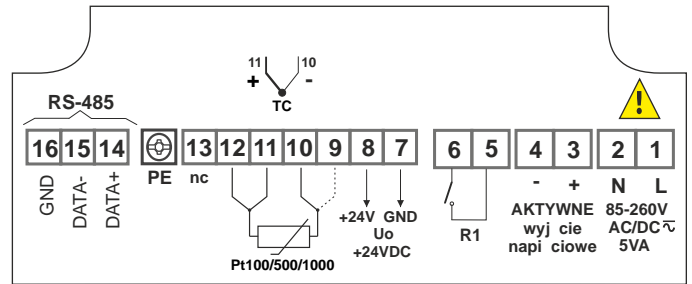 11 10
+ -
TC
RS-485
16 15 14 13 12 11 10 9 8 7 6 5 4 3 2 1
GND DATA- DATA+ PE nc
- + N L
+24V GND
Uo
+24VDC
R1
AKTYWNE
wyj cie
napi ciowe
85-260V
AC/DC
5VA
Pt100/500/1000